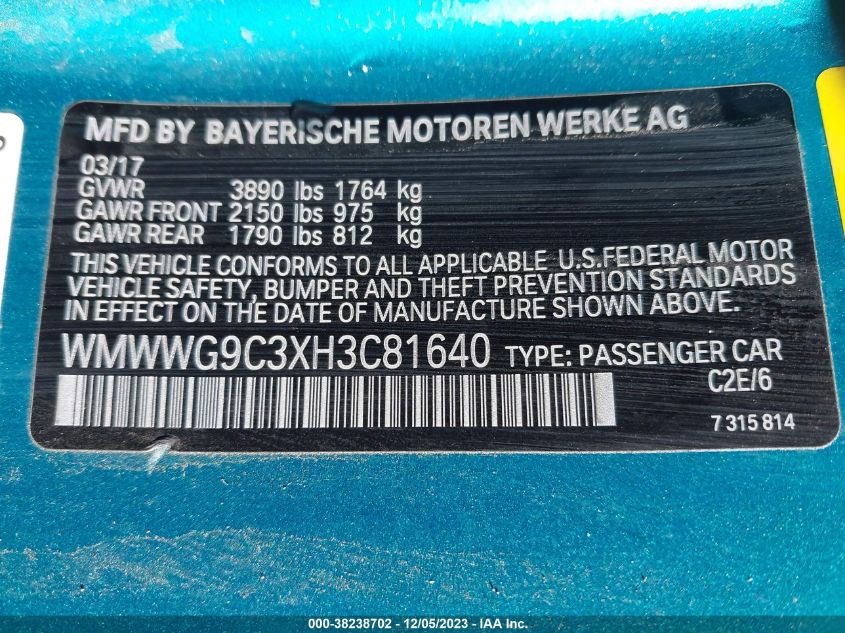 MFD BY BAYERISCHE MOTOREN WERKE AG
03/17
GVWR 3890 lbs 1764 kg
GAWR FRONT 2150 lbs 975 kg
GAWR REAR 1790 lbs 812 kg
THIS VEHICLE CONFORMS TO ALL APPLICABLE U.S.FEDERAL MOTOR
VEHICLE SAFETY, BUMPER AND THEFT PREVENTION STANDARDS
IN EFFECT ON THE DATE OF MANUFACTURE SHOWN ABOVE.
WMWWG9C3XH3C81640 TYPE: PASSENGER CAR
C2E/6
7 315 814
000-38238702 - 12/05/2023 - IAA Inc.